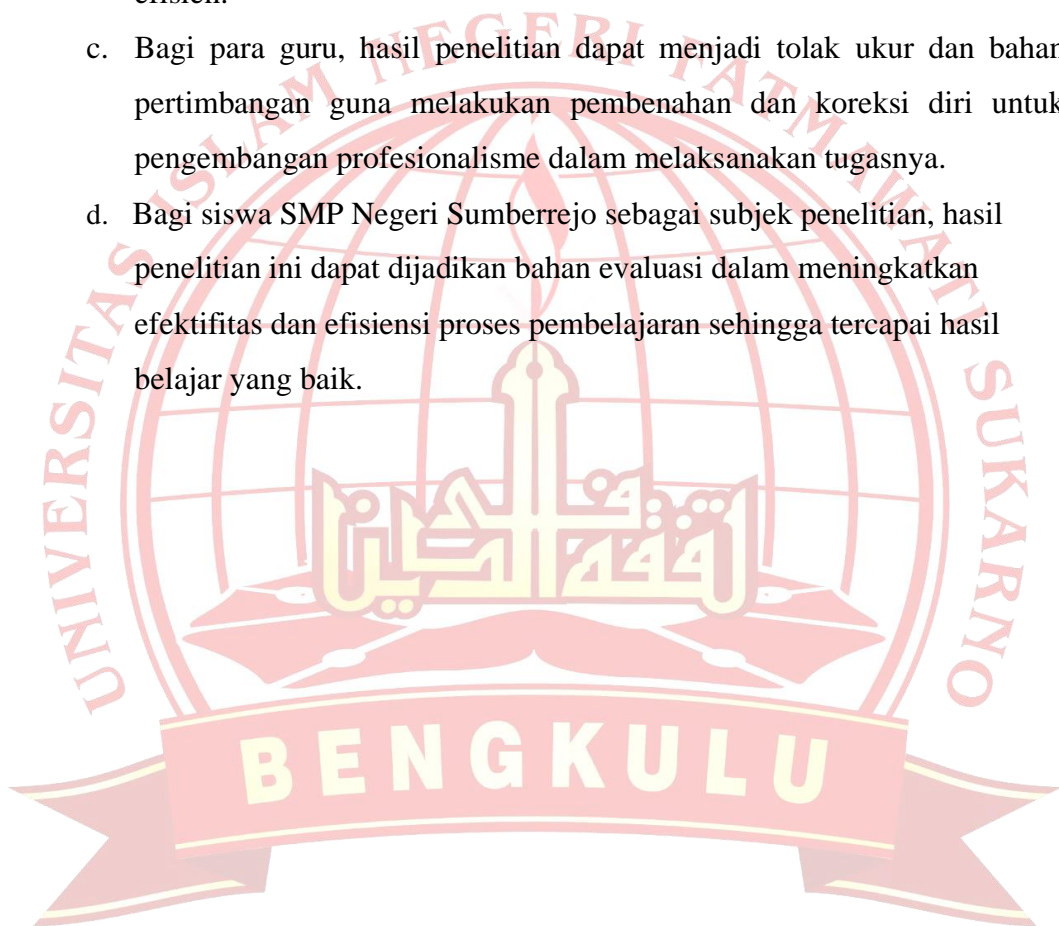 c. Bagi para guru, hasil penelitian dapat menjadi tolak ukur dan bahan
pertimbangan guna melakukan pembenahan dan koreksi diri untuk
pengembangan profesionalisme dalam melaksanakan tugasnya.
d. Bagi siswa SMP Negeri Sumberrejo sebagai subjek penelitian, hasil
penelitian ini dapat dijadikan bahan evaluasi dalam meningkatkan
efektifitas dan efisiensi proses pembelajaran sehingga tercapai hasil
belajar yang baik.
UNIVERSITAS ISLAM NEGERI FATMAWATI SUKARNO
BENGKULU